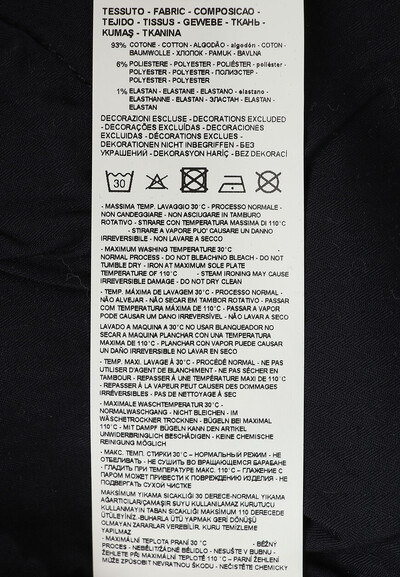 TESSUTO - FABRIC - COMPOSICAO -
TEJIDO - TISSUS - GEWEBE - ТКАНЬ -
KUMAŞ - TKANINA
93% COTONE - COTTON - ALGODÃO - algodón - COTON -
BAUMWOLLE - ХЛОПОК - PAMUK - BAVLNA
6% POLIESTERE - POLYESTER - POLIÉSTER - poliéster -
POLYESTER - POLYESTER - ПОЛИЭСТЕР -
POLYESTER - POLYESTER
1% ELASTAN - ELASTANE - ELASTANO - elastano -
ELASTHANNE - ELASTAN - ЭЛАСТАН - ELASTAN -
ELASTAN
DECORAZIONI ESCLUSE - DECORATIONS EXCLUDED
- DECORAÇÕES EXCLUÍDAS - DECORACIONES
EXCLUIDAS - DÉCORATIONS EXCLUES -
DEKORATIONEN NICHT INBEGRIFFEN - БЕЗ
УКРАШЕНИЙ - DEKORASYON HARİÇ - BEZ DEKORACÍ
30
- MASSIMA TEMP. LAVAGGIO 30°C - PROCESSO NORMALE -
NON CANDEGGIARE - NON ASCIUGARE IN TAMBURO
ROTATIVO - STIRARE A TEMPERATURA MASSIMA DI 110°C
- STIRARE A VAPORE PUO' CAUSARE UN DANNO
IRREVERSIBILE - NON LAVARE A SECCO
- MAXIMUM WASHING TEMPERATURE 30°C -
NORMAL PROCESS - DO NOT BLEACHING BLEACH - DO NOT
TUMBLE DRY - IRON AT MAXIMUM SOLE PLATE
TEMPERATURE OF 110°C - STEAM IRONING MAY CAUSE
IRREVERSIBLE DAMAGE - DO NOT DRY CLEAN
- TEMP. MÁXIMA DE LAVAGEM 30°C - PROCESSO NORMAL -
NÃO ALVEJAR - NÃO SECAR EM TAMBOR ROTATIVO - PASSAR
COM TEMPERATURA MÁXIMA DE 110°C - PASSAR A VAPOR
PODE CAUSAR UM DANO IRREVERSÍVEL - NÃO LAVAR A SECO
LAVADO A MAQUINA A 30°C NO USAR BLANQUEADOR NO
SECAR A MAQUINA PLANCHAR CON UNA TEMPERATURA
MAXIMA DE 110°C - PLANCHAR CON VAPOR PUEDE CAUSAR
UN DAÑO IRREVERSIBLE LAVAR EN SECO
- TEMP. MAXI. LAVAGE À 30°C - PROCÉDÉ NORMAL - NE PAS
UTILISER D'AGENT DE BLANCHIMENT - NE PAS SÉCHER EN
TAMBOUR - REPASSER À UNE TEMPÉRATURE MAXI DE 110°C
- REPASSER À LA VAPEUR PEUT CAUSER DES DOMMAGES
IRRÉVERSIBLES - PAS DE NETTOYAGE À SEC
- MAXIMALE WASCHTEMPERATUR 30°C -
NORMALWASCHGANG - NICHT BLEICHEN - IM
WÄSCHETROCKNER TROCKNEN - BÜGELN BEI MAXIMAL
110°C - MIT DAMPF BÜGELN KANN DEN ARTIKEL
UNWIDERBRINGLICH BESCHÄDIGEN - KEINE CHEMISCHE
REINIGUNG MÖGLICH
- МАКС. ТЕМП. СТИРКИ 30°C – НОРМАЛЬНЫЙ РЕЖИМ - НЕ
ОТБЕЛИВАТЬ - НЕ СУШИТЬ ВО ВРАЩАЮЩЕМСЯ БАРАБАНЕ
- ГЛАДИТЬ ПРИ ТЕМПЕРАТУРЕ МАКС. 110°C - ГЛАЖЕНИЕ С
ПАРОМ МОЖЕТ ПРИВЕСТИ К ПОВРЕЖДЕНИЮ ИЗДЕЛИЯ - НЕ
ПОДВЕРГАТЬ СУХОЙ ЧИСТКЕ
MAKSİMUM YIKAMA SICAKLIĞI 30 DERECE-NORMAL YIKAMA
AĞARTICILAR/ÇAMAŞIR SUYU KULLANILAMAZ KURUTUCU
KULLANMAYIN TABAN SICAKLIĞI MAKSIMUM 110 DERECEDE
ÜTÜLEYİNİZ.-BUHARLA ÜTÜ YAPMAK GERİ DÖNÜŞÜ
OLMAYAN ZARARLAR VEREBİLİR, KURU TEMİZLEME
YAPILMAZ
- MAXIMÁLNÍ TEPLOTA PRANÍ 30°C - BĚŽNÝ
PROCES - NEBĚLIT/ŽÁDNÉ BĚLIDLO - NESUŠTE V BUBNU -
ŽEHLETE NA MAXIMÁLNÍ TEPLOTĚ 110°C – PARNÍ ŽEHLENÍ
MŮŽE ZPŮSOBIT NEVRATNOU ŠKODU - NEČISTĚTE CHEMICKY